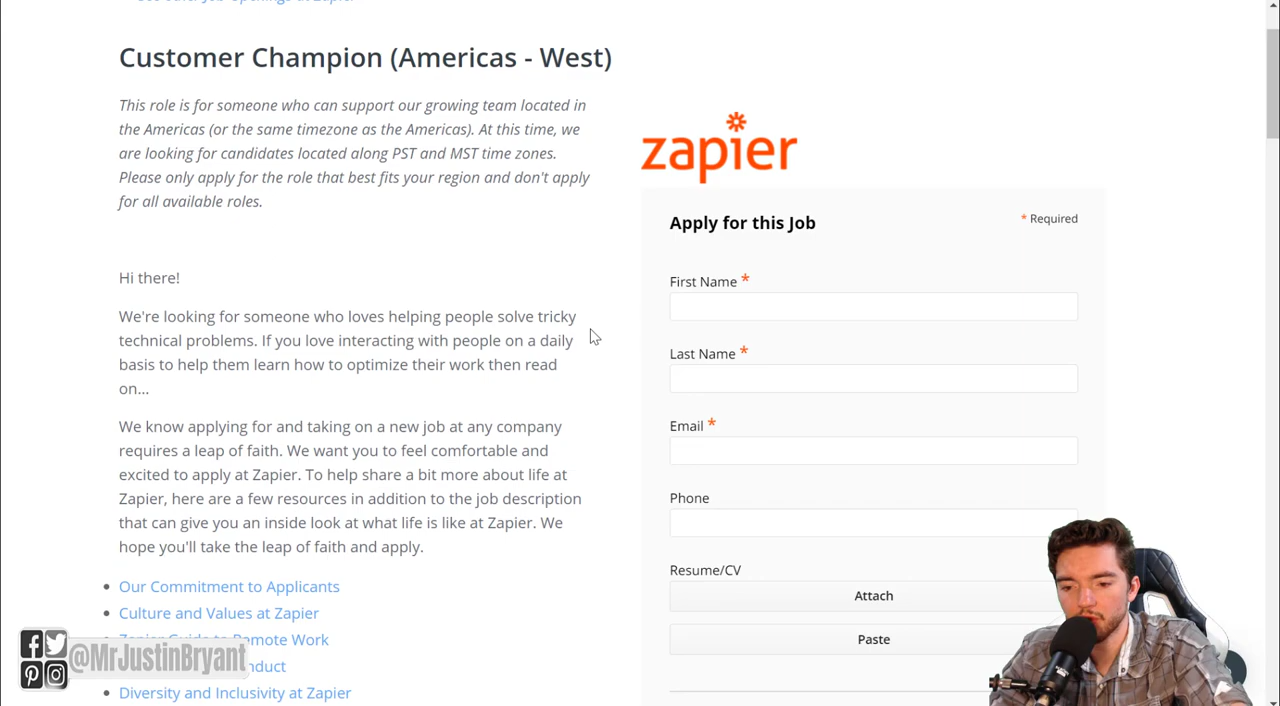 See other Job Openings at Zapier
Customer Champion (Americas - West)
This role is for someone who can support our growing team located in
the Americas (or the same timezone as the Americas). At this time, we
are looking for candidates located along PST and MST time zones.
Please only apply for the role that best fits your region and don't apply
for all available roles.
Hi there!
We're looking for someone who loves helping people solve tricky
technical problems. If you love interacting with people on a daily
basis to help them learn how to optimize their work then read
on...
We know applying for and taking on a new job at any company
requires a leap of faith. We want you to feel comfortable and
excited to apply at Zapier. To help share a bit more about life at
Zapier, here are a few resources in addition to the job description
that can give you an inside look at what life is like at Zapier. We
hope you'll take the leap of faith and apply.
Our Commitment to Applicants
Culture and Values at Zapier
Zapier Guide to Remote Work
nduct
Diversity and Inclusivity at Zapier
@MrJustinBryant
zapier
Apply for this Job
* Required
First Name *
Last Name *
Email *
Phone
Resume/CV
Attach
Paste